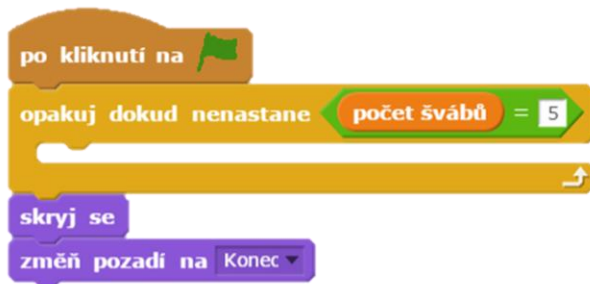 po kliknutí na
opakuj dokud nenastane počet švábů = 5
skryj se
změň pozadí na Konec